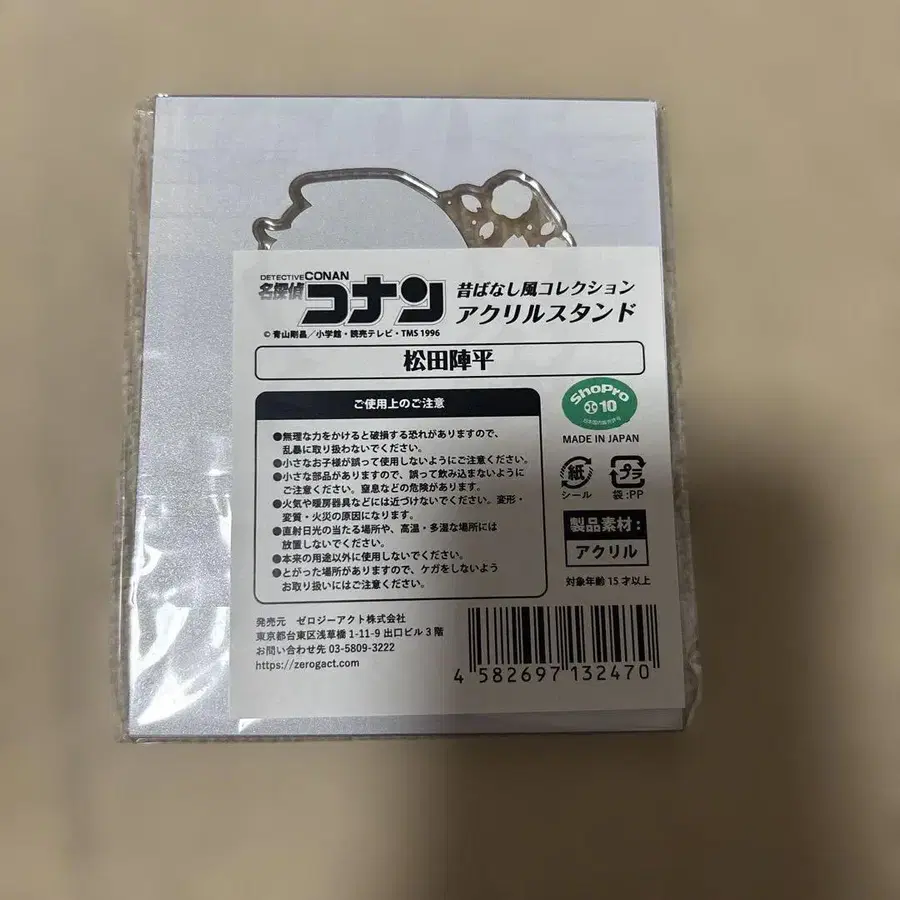 DETECTIVE CONAN
名探偵コナン
昔ばなし風コレクション
アクリルスタンド
© 青山剛昌／小学館・読売テレビ・TMS 1996
松田陣平
ご使用上のご注意
●無理な力をかけると破損する恐れがありますので、
乱暴に取り扱わないでください。
●小さなお子様が誤って使用しないようにご注意ください。
●小さな部品がありますので、誤って飲み込まないように
ご注意ください。窒息などの危険があります。
●火気や暖房器具などには近づけないでください。変形・
変質・火災の原因になります。
●直射日光の当たる場所や、高温・多湿な場所には
放置しないでください。
●本来の用途以外に使用しないでください。
●とがった場所がありますので、ケガをしないよう
お取り扱いにはご注意ください。
ShoPro
10
MADE IN JAPAN
紙
シール
プラ
袋:PP
製品素材：
アクリル
対象年齢 15 才以上
発売元 ゼロジーアクト株式会社
東京都台東区浅草橋 1-11-9 出口ビル 3 階
お問い合わせ先 03-5809-3222
https://zerogact.com
4 582697 132470